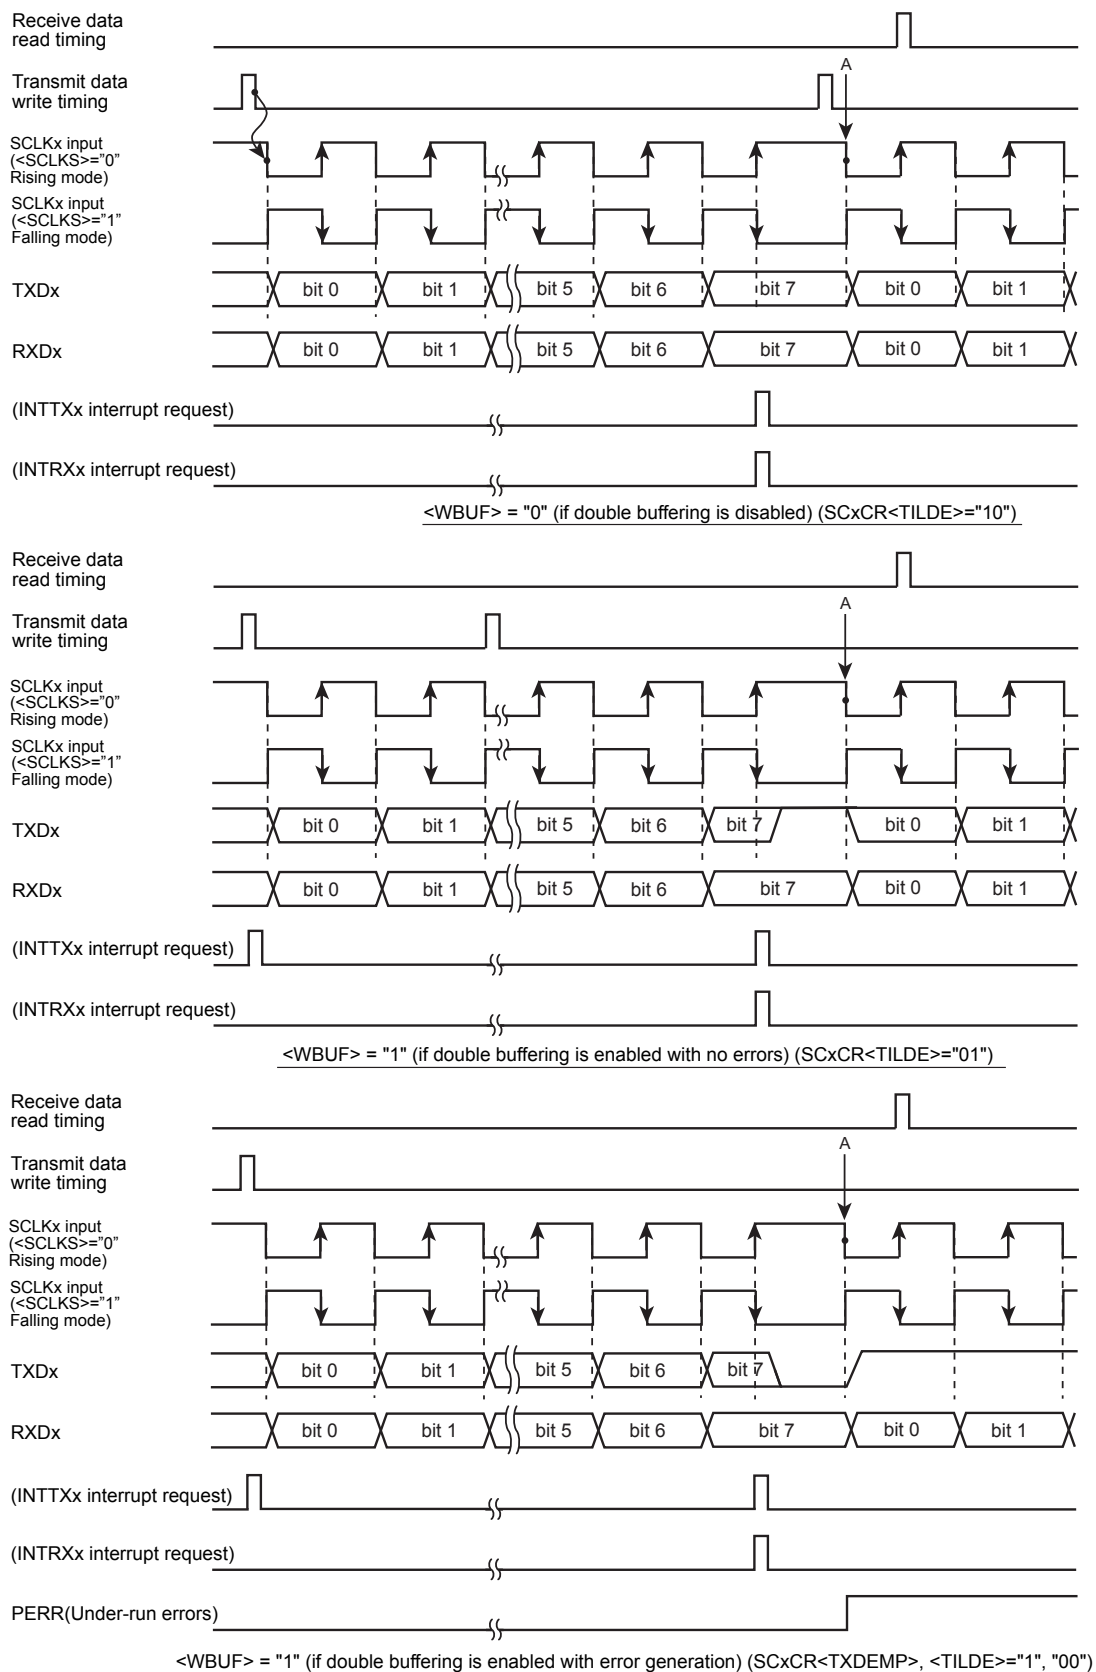 Receive data
read timing
A
Transmit data
write timing
SCLKx input
(<SCLKS>="0"
Rising mode)
SCLKx input
(<SCLKS>="1"
Falling mode)
TXDx bit 0 bit 1 bit 5 bit 6 bit 7 bit 0 bit 1
RXDx bit 0 bit 1 bit 5 bit 6 bit 7 bit 0 bit 1
(INTTXx interrupt request)
(INTRXx interrupt request)
<WBUF> = "0" (if double buffering is disabled) (SCxCR<TILDE>="10")
Receive data
read timing
A
Transmit data
write timing
SCLKx input
(<SCLKS>="0"
Rising mode)
SCLKx input
(<SCLKS>="1"
Falling mode)
TXDx bit 0 bit 1 bit 5 bit 6 bit 7 bit 0 bit 1
RXDx bit 0 bit 1 bit 5 bit 6 bit 7 bit 0 bit 1
(INTTXx interrupt request)
(INTRXx interrupt request)
<WBUF> = "1" (if double buffering is enabled with no errors) (SCxCR<TILDE>="01")
Receive data
read timing
A
Transmit data
write timing
SCLKx input
(<SCLKS>="0"
Rising mode)
SCLKx input
(<SCLKS>="1"
Falling mode)
TXDx bit 0 bit 1 bit 5 bit 6 bit 7
RXDx bit 0 bit 1 bit 5 bit 6 bit 7 bit 0 bit 1
(INTTXx interrupt request)
(INTRXx interrupt request)
PERR(Under-run errors)
<WBUF> = "1" (if double buffering is enabled with error generation) (SCxCR<TXDEMP>, <TILDE>="1", "00")